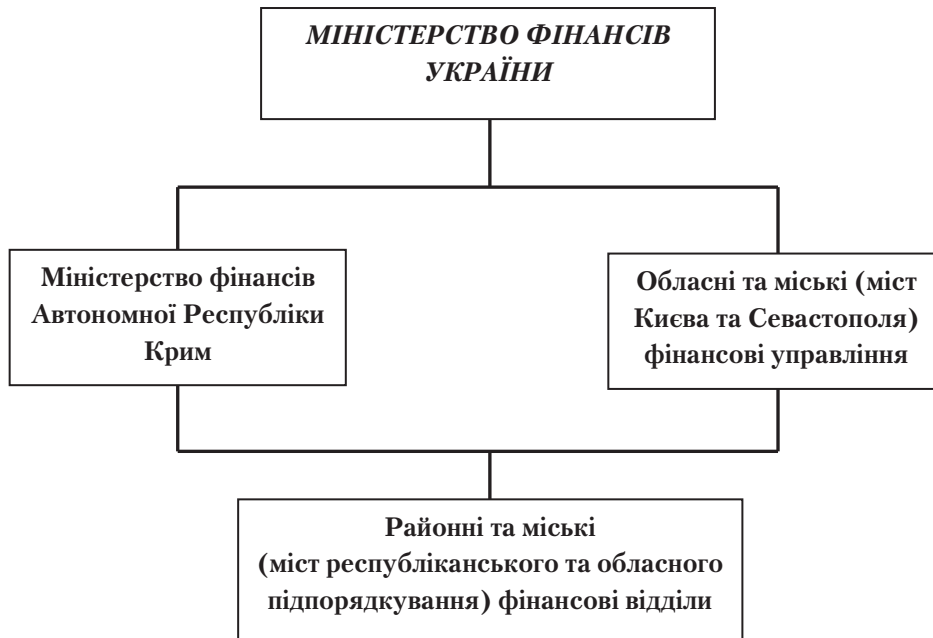 МІНІСТЕРСТВО ФІНАНСІВ
УКРАЇНИ
Міністерство фінансів
Автономної Республіки
Крим
Обласні та міські (міст
Києва та Севастополя)
фінансові управління
Районні та міські
(міст республіканського та обласного
підпорядкування) фінансові відділи